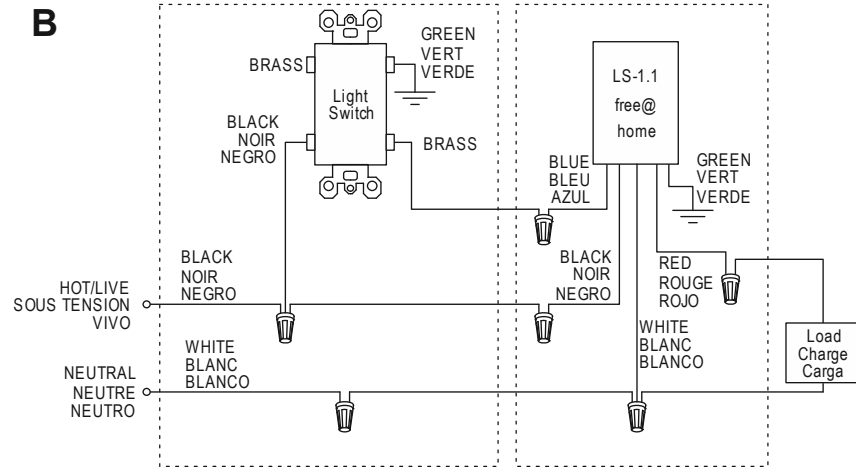 B
GREEN
VERT
VERDE
BRASS
Light
Switch
BLACK
NOIR
NEGRO
BRASS
LS-1.1
free@
home
BLUE
BLEU
AZUL
GREEN
VERT
VERDE
HOT/LIVE
SOUS TENSION
VIVO
BLACK
NOIR
NEGRO
BLACK
NOIR
NEGRO
RED
ROUGE
ROJO
NEUTRAL
NEUTRE
NEUTRO
WHITE
BLANC
BLANCO
WHITE
BLANC
BLANCO
Load
Charge
Carga